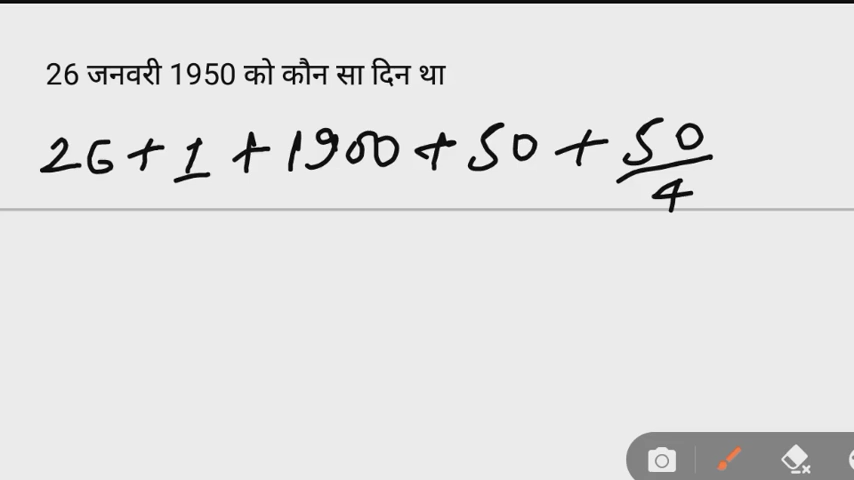 26 जनवरी 1950 को कौन सा दिन था
26 + 1 + 1900 + 50 + 50/4